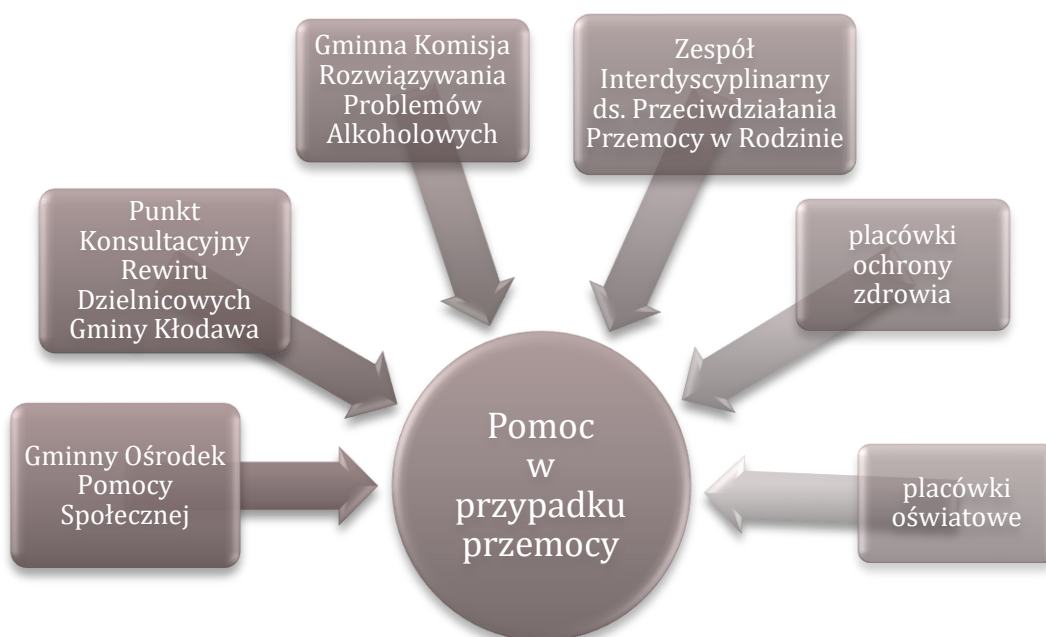 Gminna Komisja
Rozwiązywania
Problemów
Alkoholowych
Zespół
Interdyscyplinarny
ds. Przeciwdziałania
Przemocy w Rodzinie
Punkt
Konsultacyjny
Rewiru
Dzielnicowych
Gminy Kłodawa
placówki
ochrony
zdrowia
Gminny Ośrodek
Pomocy
Społecznej
Pomoc
w
przypadku
przemocy
placówki
oświatowe